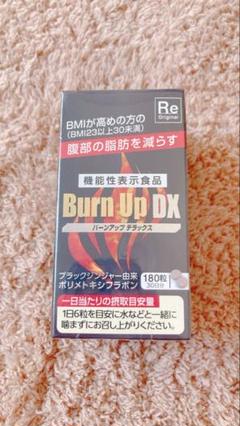 Re
Original
BMIが高めの方の
(BMI23以上30未満)
腹部の脂肪を減らす
機能性表示食品
Burn Up DX
バーンアップ デラックス
ブラックジンジャー由来
ポリメトキシフラボン
180粒
30日分
一日当たりの摂取目安量
1日6粒を目安に水などと一緒に
噛まずにお召し上がりください。